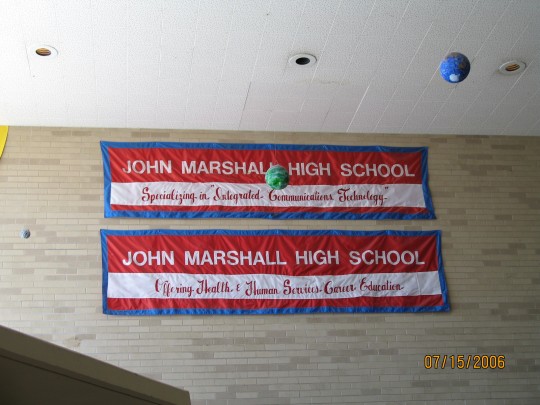 JOHN MARSHALL HIGH SCHOOL
Specializing in "Integrated Communications Technology"
JOHN MARSHALL HIGH SCHOOL
Offering Health & Human Services Career Education
07/15/2006